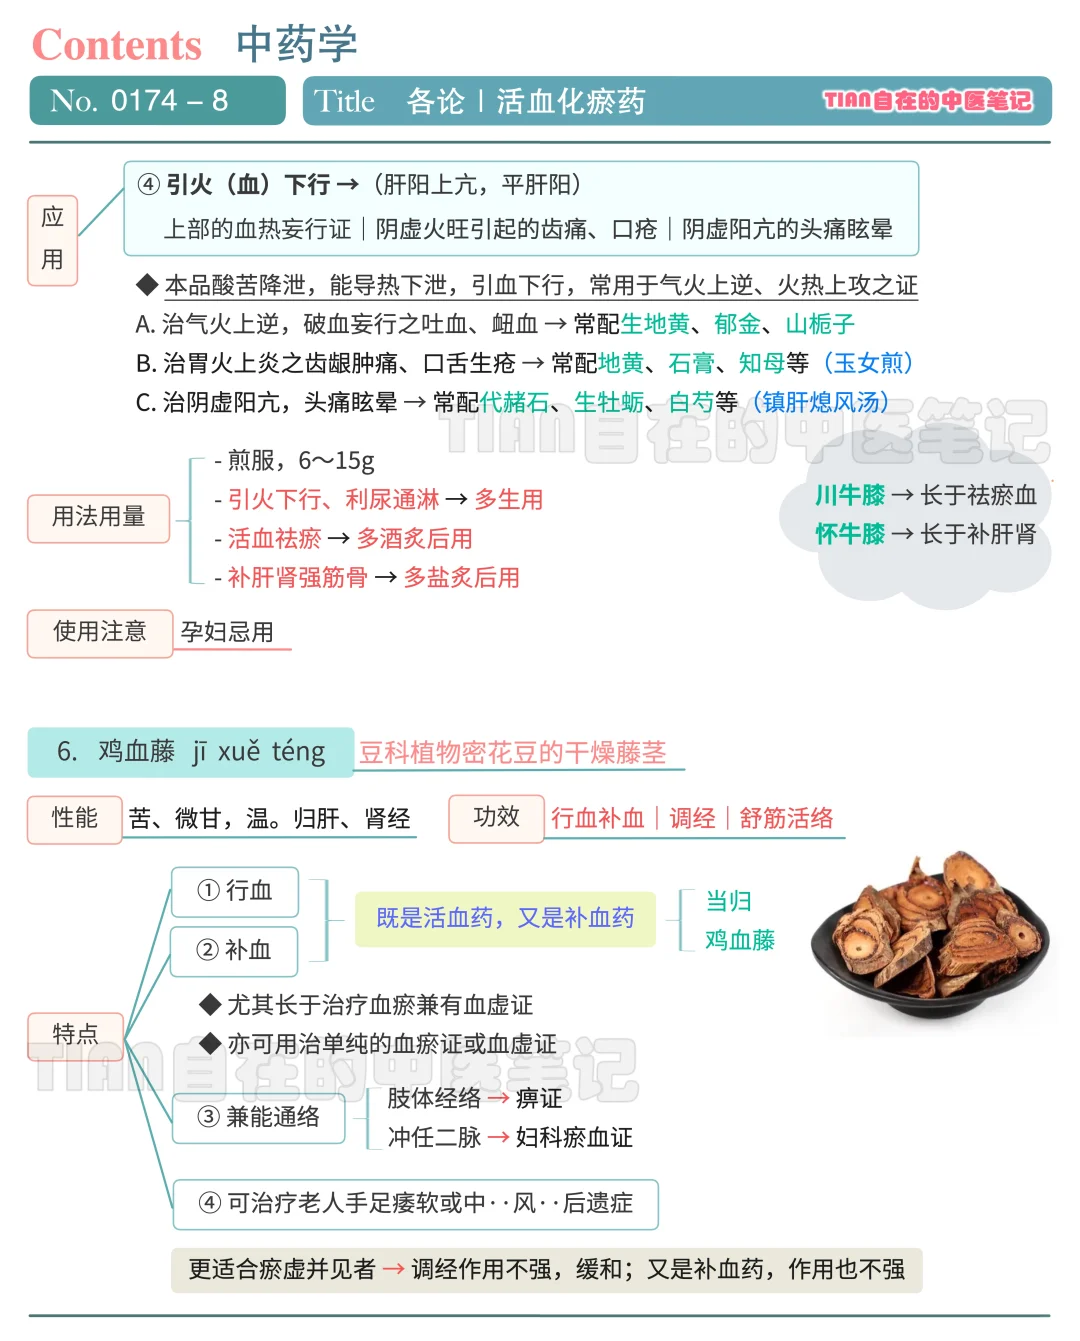 Contents 中药学
No. 0174 – 8 Title 各论｜活血化瘀药 TIAN自在的中医笔记
应用
④ 引火（血）下行 →（肝阳上亢，平肝阳）
上部的血热妄行证｜阴虚火旺引起的齿痛、口疮｜阴虚阳亢的头痛眩晕
◆ 本品酸苦降泄，能导热下泄，引血下行，常用于气火上逆、火热上攻之证
A. 治气火上逆，破血妄行之吐血、衄血 → 常配生地黄、郁金、山栀子
B. 治胃火上炎之齿龈肿痛、口舌生疮 → 常配地黄、石膏、知母等（玉女煎）
C. 治阴虚阳亢，头痛眩晕 → 常配代赭石、生牡蛎、白芍等（镇肝熄风汤）
TIAN自在的中医笔记
用法用量
- 煎服，6～15g
- 引火下行、利尿通淋 → 多生用
- 活血祛瘀 → 多酒炙后用
- 补肝肾强筋骨 → 多盐炙后用
川牛膝 → 长于祛瘀血
怀牛膝 → 长于补肝肾
使用注意 孕妇忌用
6. 鸡血藤 jī xuě téng 豆科植物密花豆的干燥藤茎
性能 苦、微甘，温。归肝、肾经 功效 行血补血｜调经｜舒筋活络
特点
① 行血
② 补血
既是活血药，又是补血药
当归
鸡血藤
◆ 尤其长于治疗血瘀兼有血虚证
◆ 亦可用治单纯的血瘀证或血虚证
TIAN自在的中医笔记
③ 兼能通络
肢体经络 → 痹证
冲任二脉 → 妇科瘀血证
④ 可治疗老人手足痿软或中··风··后遗症
更适合瘀虚并见者 → 调经作用不强，缓和；又是补血药，作用也不强